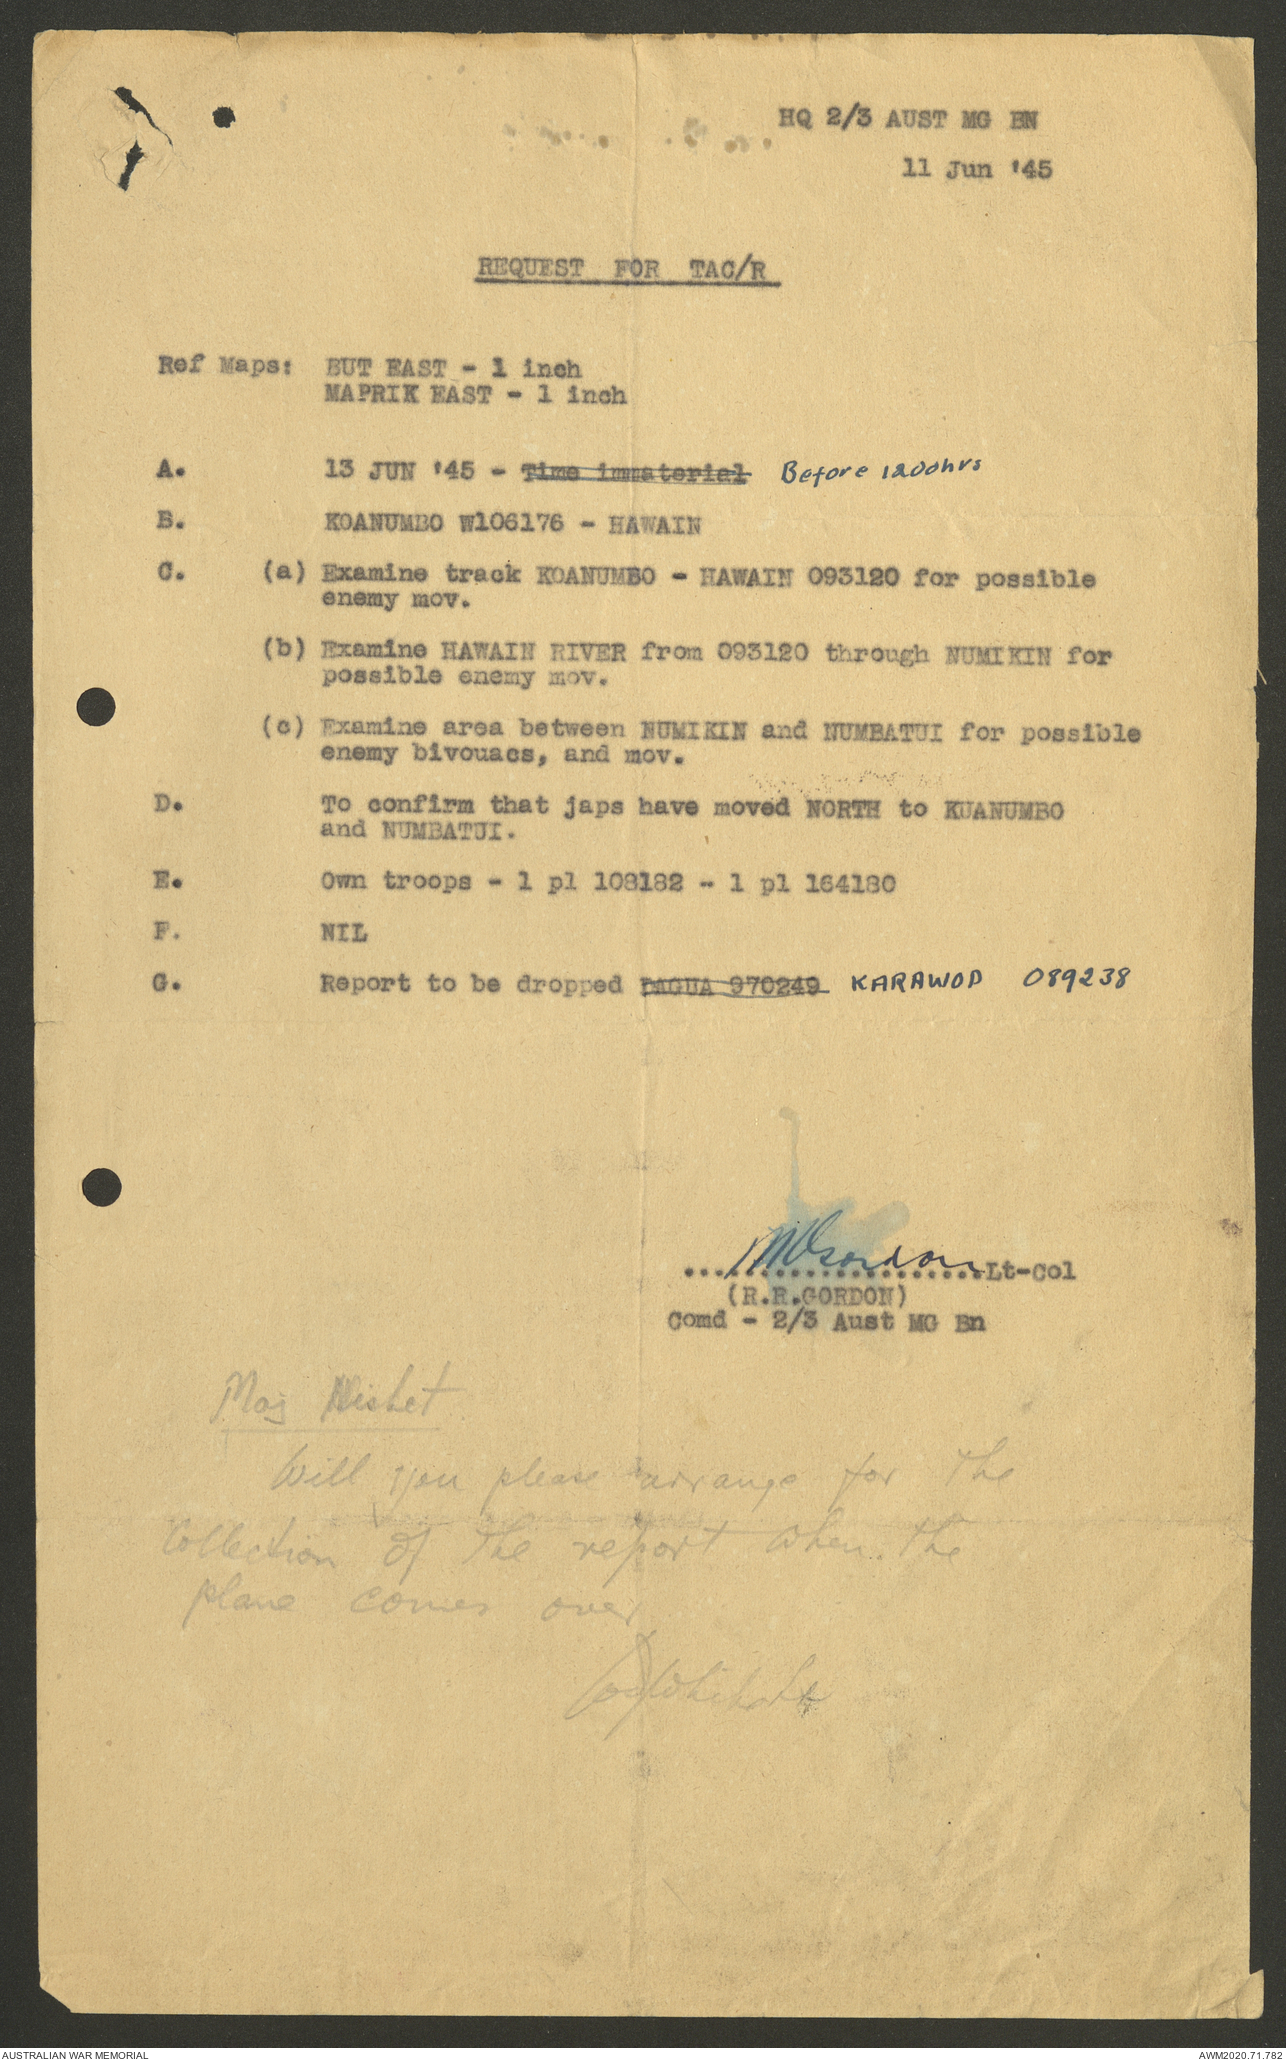 HQ 2/3 AUST MG BN
11 Jun '45
REQUEST FOR TAC/R
Ref Maps: BUT EAST - 1 inch
MAPRIK EAST - 1 inch
A. 13 JUN '45 - Time immaterial Before 1200hrs
B. KOANUMBO W106176 - HAWAIN
C. (a) Examine track KOANUMBO - HAWAIN 093120 for possible
enemy mov.
(b) Examine HAWAIN RIVER from 093120 through NUMIKIN for
possible enemy mov.
(c) Examine area between NUMIKIN and NUMBATUI for possible
enemy bivouacs, and mov.
D. To confirm that japs have moved NORTH to KUANUMBO
and NUMBATUI.
E. Own troops - 1 pl 108182 - 1 pl 164180
F. NIL
G. Report to be dropped DAGUA 970249 KARAWOP 089238
....................Lt-Col
(R.R.GORDON)
Comd - 2/3 Aust MG Bn
Maj Nisbet
Will you please arrange for the
Collection of the report when the
plane comes over
AUSTRALIAN WAR MEMORIAL
AWM2020.71.782